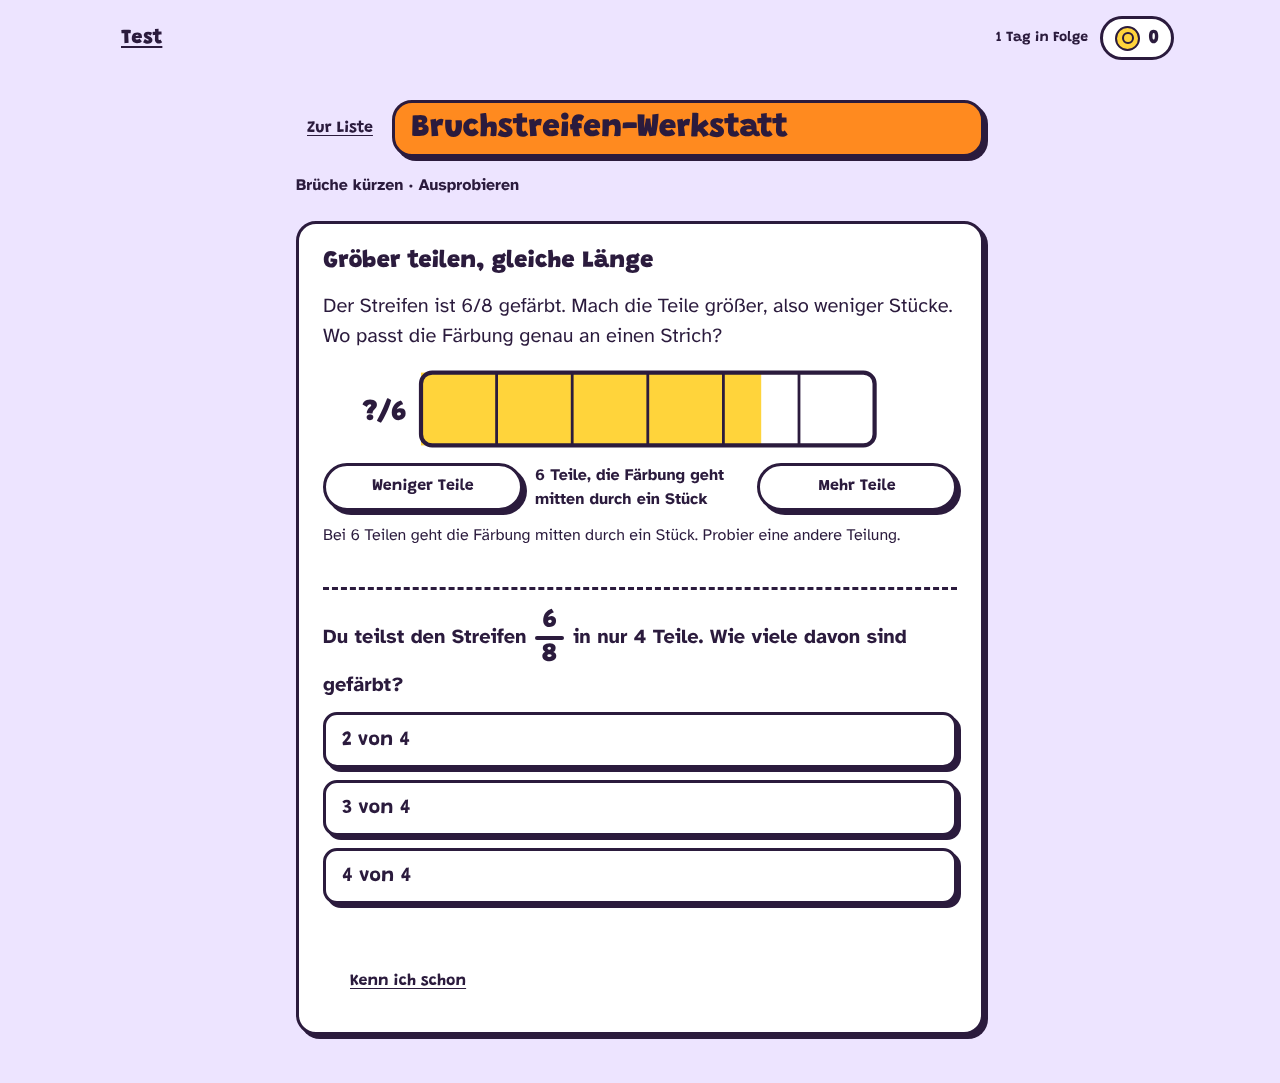 Test
1 Tag in Folge
0
Zur Liste
Bruchstreifen-Werkstatt
Brüche kürzen · Ausprobieren
Gröber teilen, gleiche Länge
Der Streifen ist 6/8 gefärbt. Mach die Teile größer, also weniger Stücke.
Wo passt die Färbung genau an einen Strich?
?/6
Weniger Teile
6 Teile, die Färbung geht
mitten durch ein Stück
Mehr Teile
Bei 6 Teilen geht die Färbung mitten durch ein Stück. Probier eine andere Teilung.
Du teilst den Streifen 6/8 in nur 4 Teile. Wie viele davon sind
gefärbt?
2 von 4
3 von 4
4 von 4
Kenn ich schon